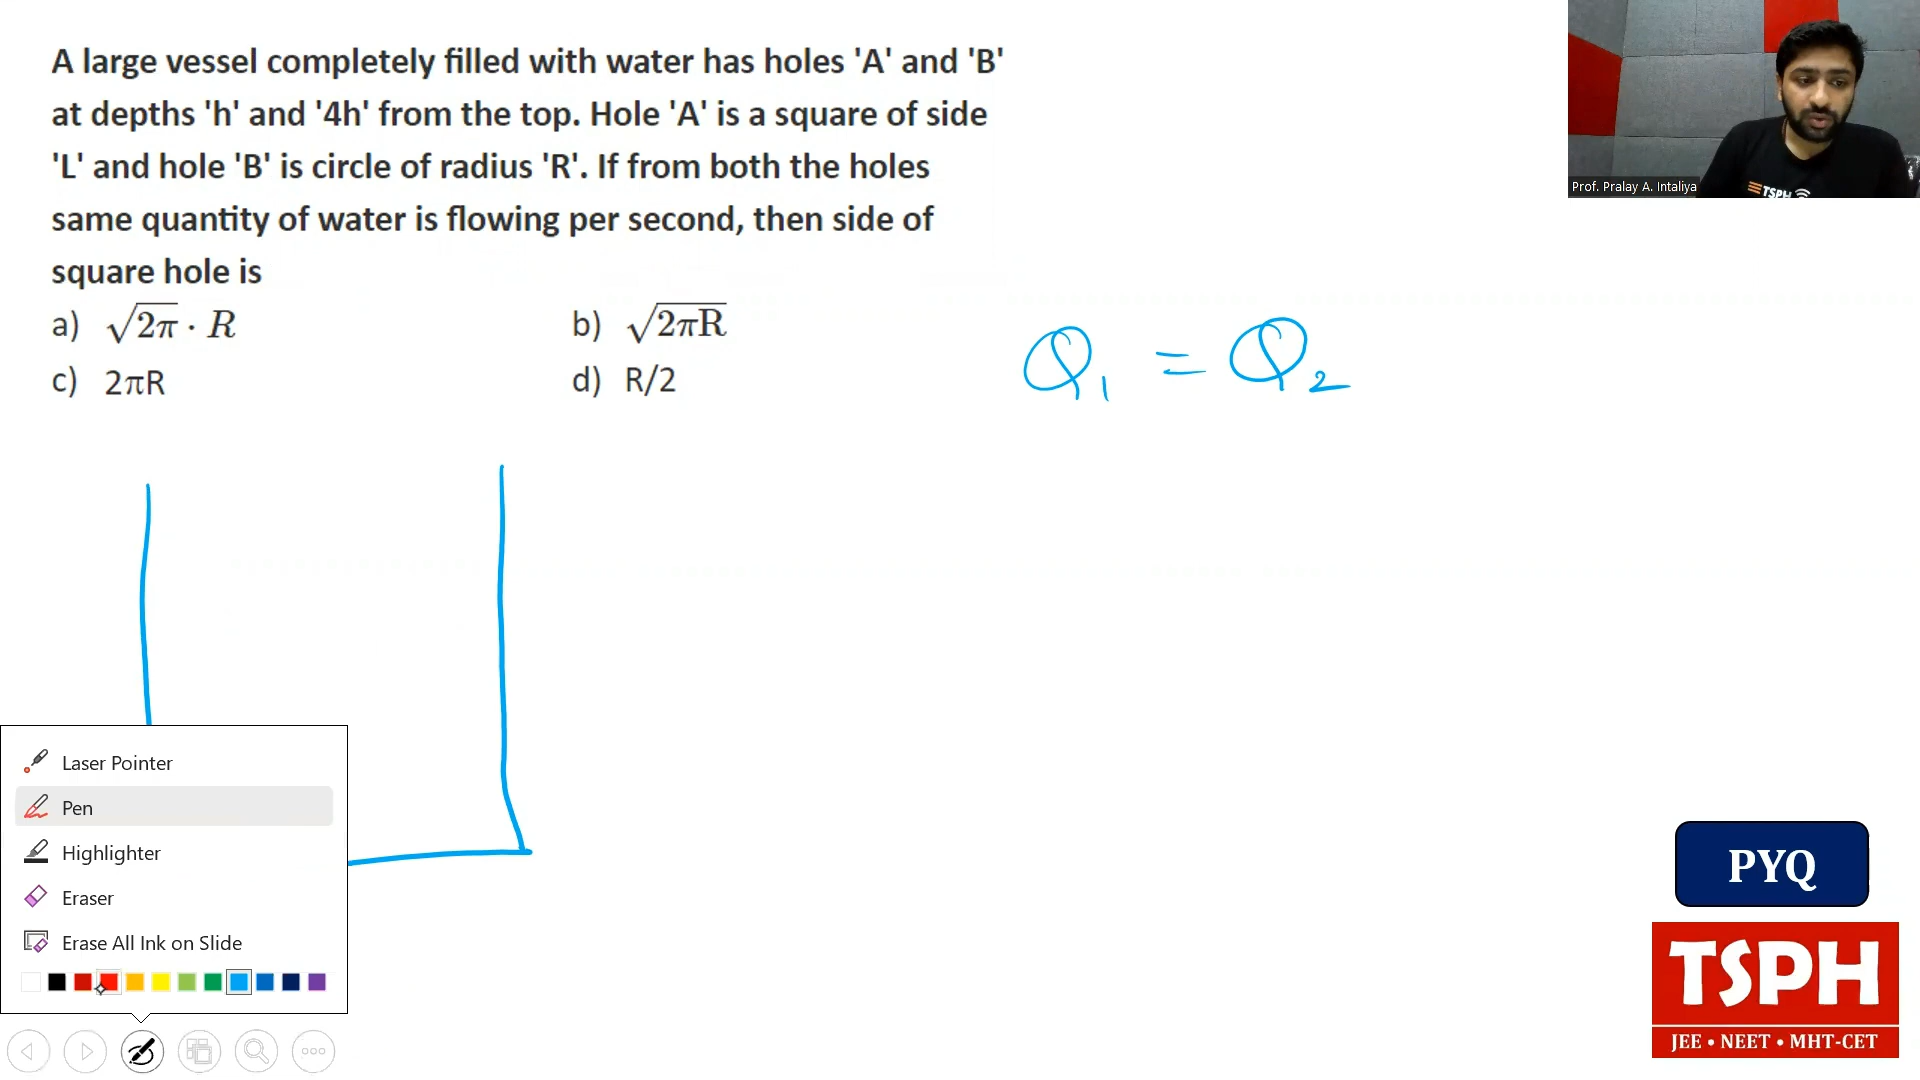 A large vessel completely filled with water has holes 'A' and 'B'
at depths 'h' and '4h' from the top. Hole 'A' is a square of side
'L' and hole 'B' is circle of radius 'R'. If from both the holes
same quantity of water is flowing per second, then side of
square hole is
a) √2π · R
b) √2πR
c) 2πR
d) R/2
Q₁ = Q₂
Prof. Pralay A. Intaliya
TSPH
Laser Pointer
Pen
Highlighter
Eraser
Erase All Ink on Slide
PYQ
TSPH
JEE • NEET • MHT-CET